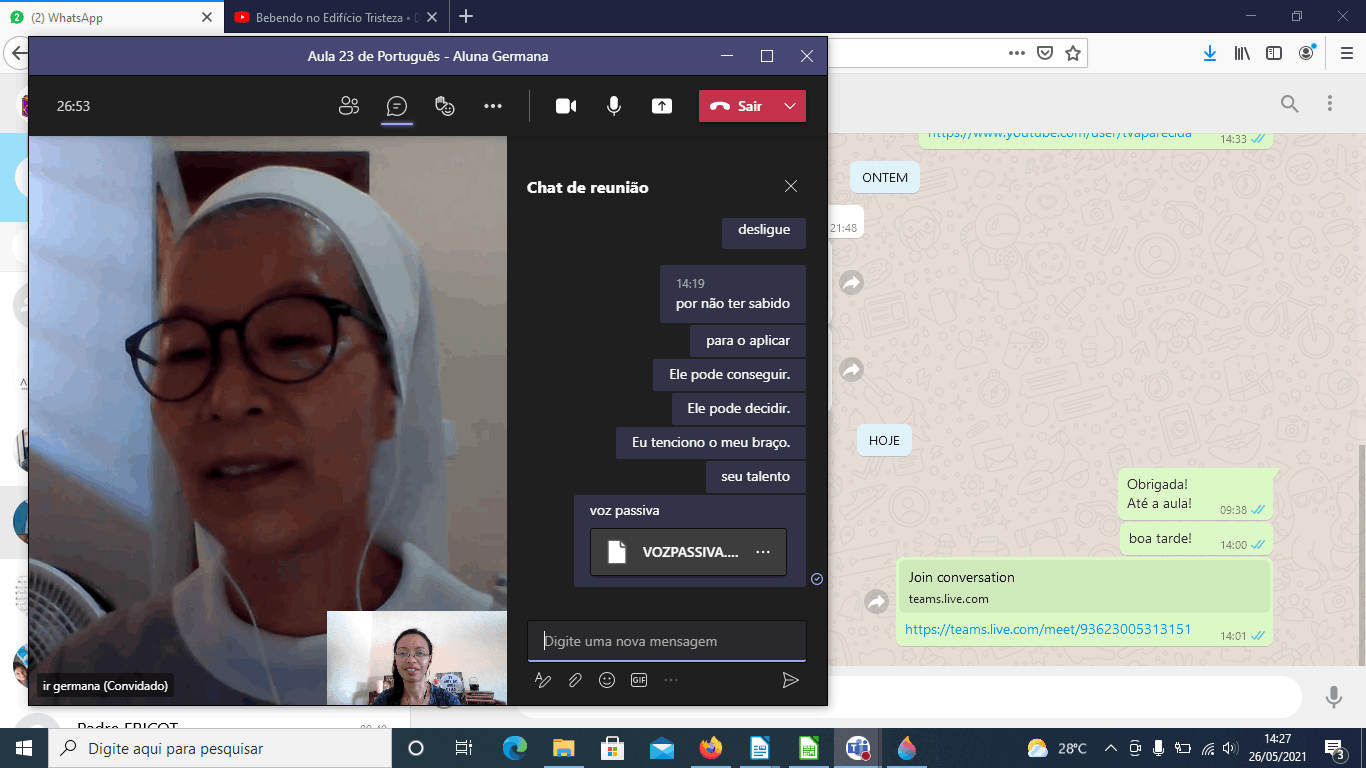 2
(2) WhatsApp
Bebendo no Edifício Tristeza •
Aula 23 de Português - Aluna Germana
26:53
Sair
Chat de reunião
desligue
14:19
por não ter sabido
para o aplicar
Ele pode conseguir.
Ele pode decidir.
Eu tenciono o meu braço.
seu talento
voz passiva
VOZPASSIVA....
Digite uma nova mensagem
GIF
ir germana (Convidado)
https://www.youtube.com/user/tvaparecida
14:33
ONTEM
21:48
HOJE
Obrigada!
Até a aula!
09:38
boa tarde!
14:00
Join conversation
teams.live.com
https://teams.live.com/meet/93623005313151
14:01
Padre ERICOT
Digite aqui para pesquisar
28°C
14:27
26/05/2021
3